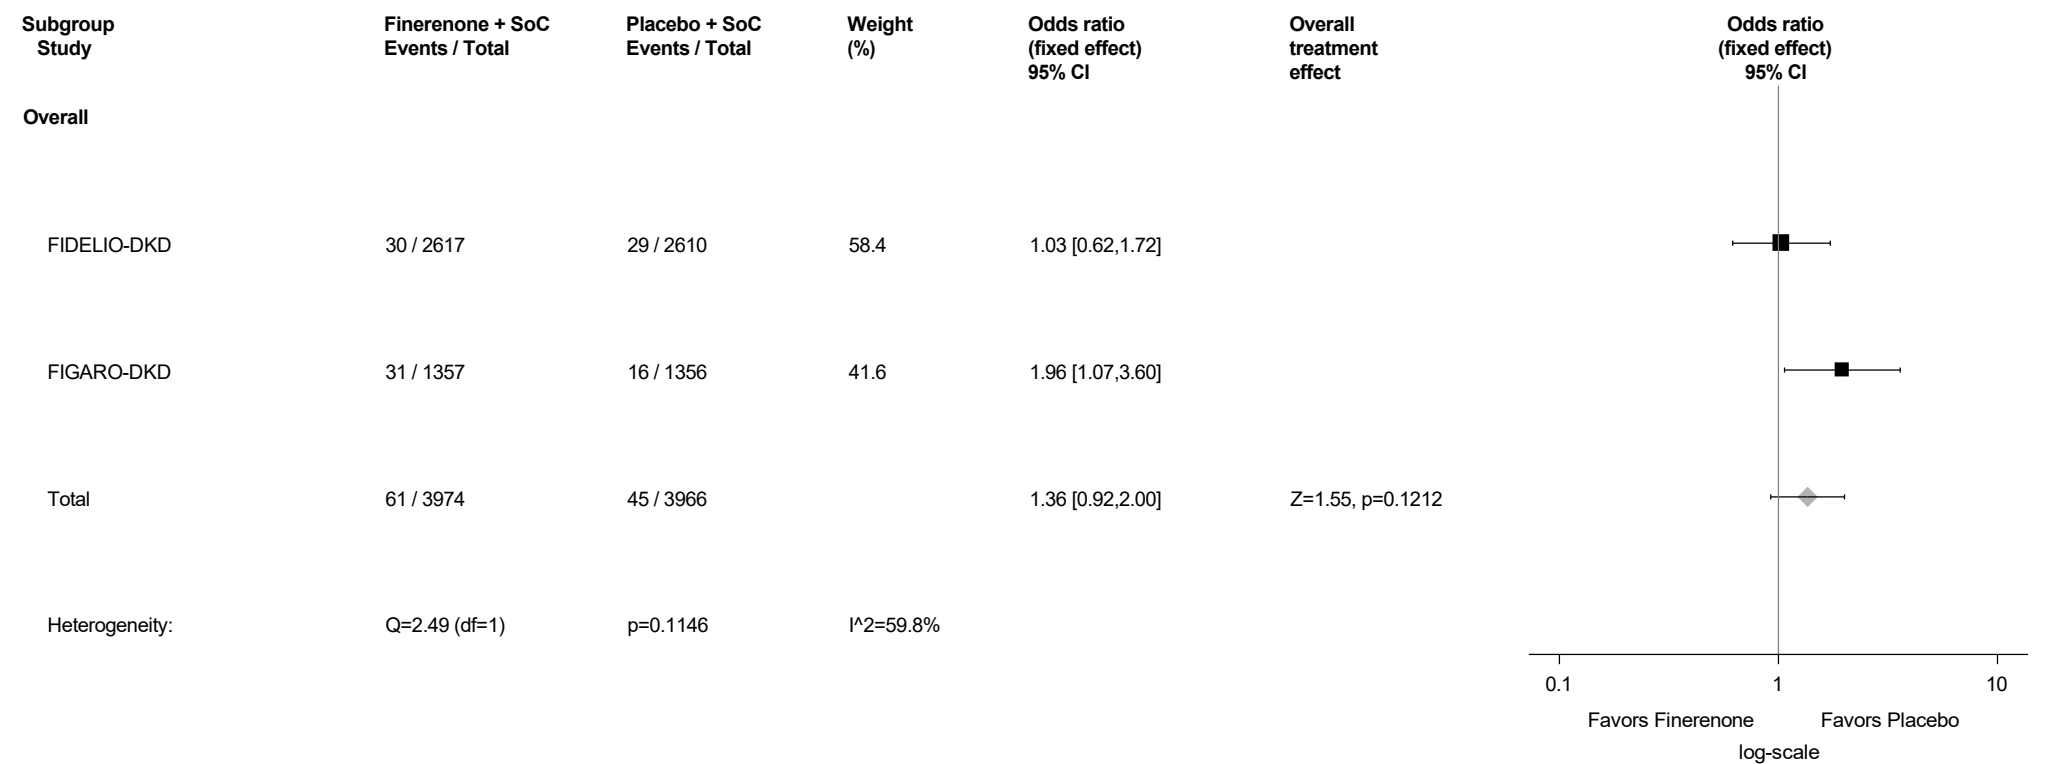 Subgroup Finerenone + SoC Placebo + SoC Weight Odds ratio Overall Odds ratio
Study Events / Total Events / Total (%) (fixed effect) treatment (fixed effect)
95% CI effect 95% CI
Overall
FIDELIO-DKD 30 / 2617 29 / 2610 58.4 1.03 [0.62,1.72]
FIGARO-DKD 31 / 1357 16 / 1356 41.6 1.96 [1.07,3.60]
Total 61 / 3974 45 / 3966 1.36 [0.92,2.00] Z=1.55, p=0.1212
Heterogeneity: Q=2.49 (df=1) p=0.1146 I^2=59.8%
0.1 1 10
Favors Finerenone Favors Placebo
log-scale